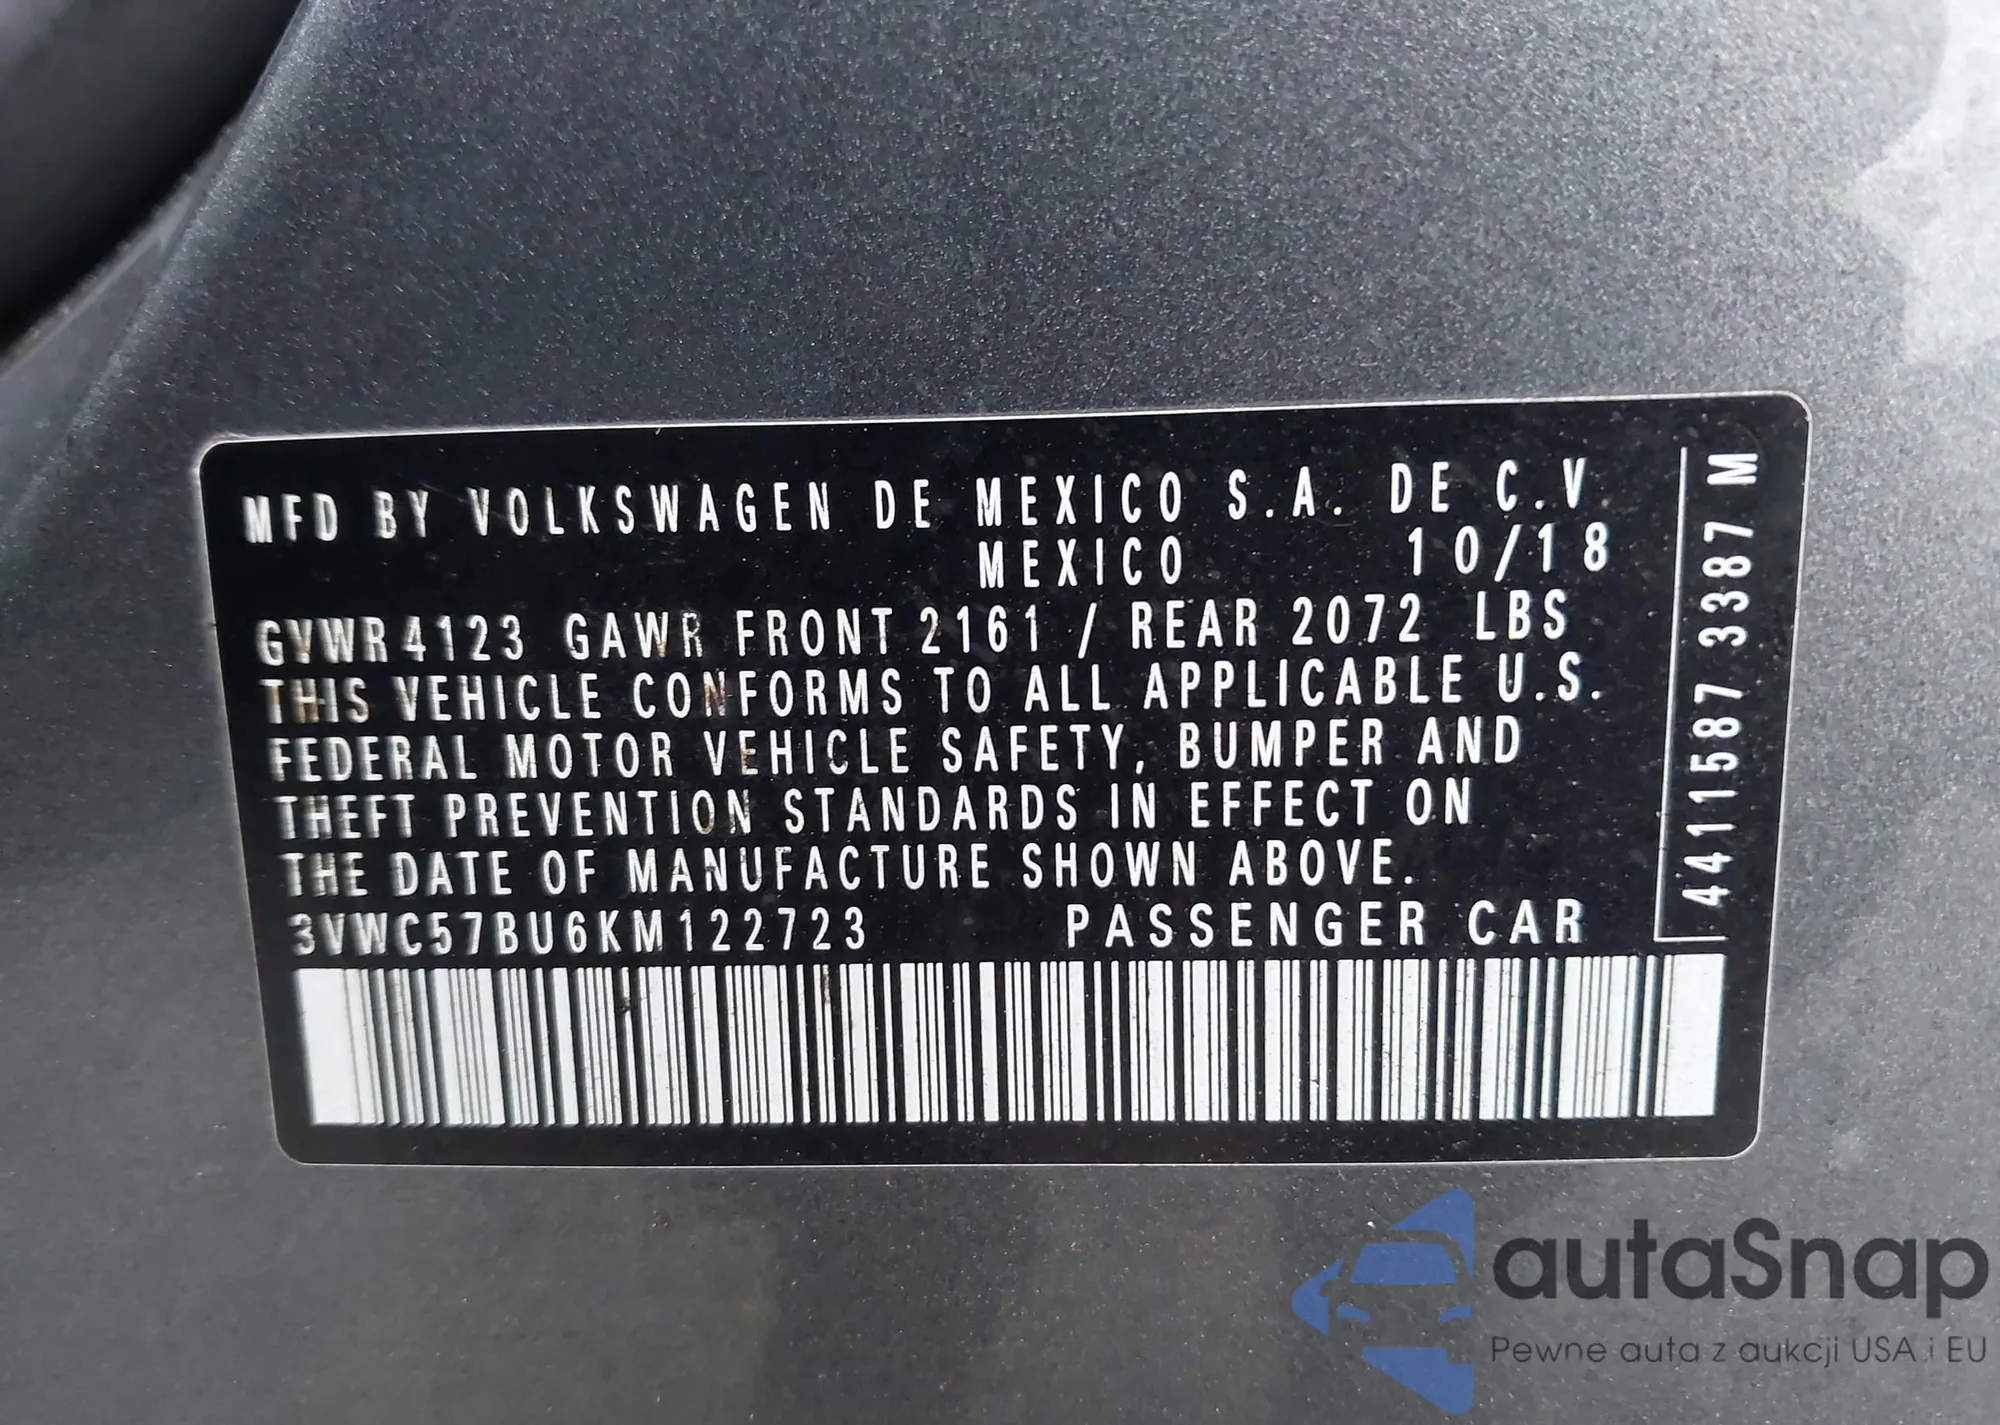 MFD BY VOLKSWAGEN DE MEXICO S.A. DE C.V.
MEXICO 10/18
GVWR 4123 GAWR FRONT 2161 / REAR 2072 LBS
THIS VEHICLE CONFORMS TO ALL APPLICABLE U.S.
FEDERAL MOTOR VEHICLE SAFETY, BUMPER AND
THEFT PREVENTION STANDARDS IN EFFECT ON
THE DATE OF MANUFACTURE SHOWN ABOVE.
3VWC57BU6KM122723 PASSENGER CAR
4411587 3387 M
autaSnap
Pewne auta z aukcji USA i EU